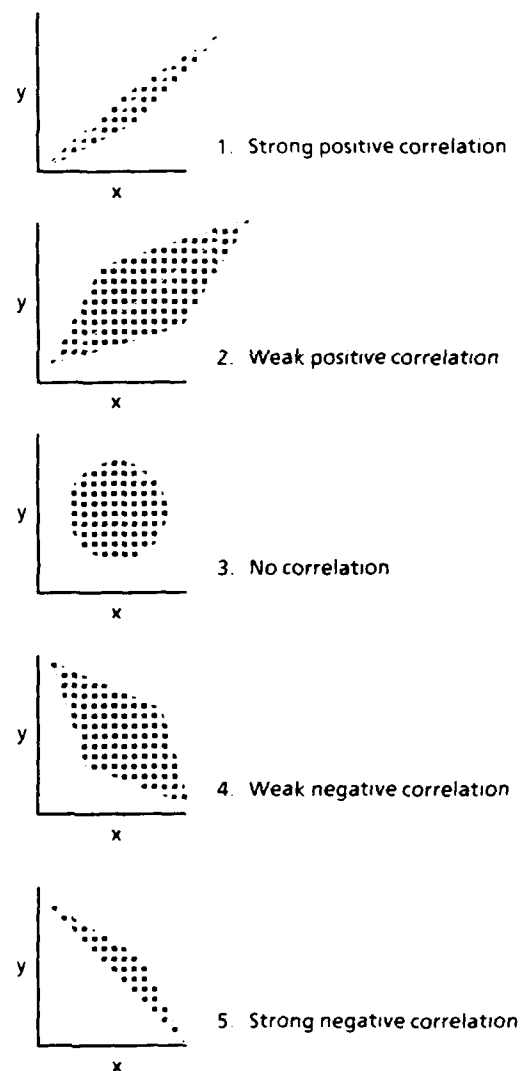 y
1. Strong positive correlation
x
y
2. Weak positive correlation
x
y
3. No correlation
x
y
4. Weak negative correlation
x
y
5. Strong negative correlation
x